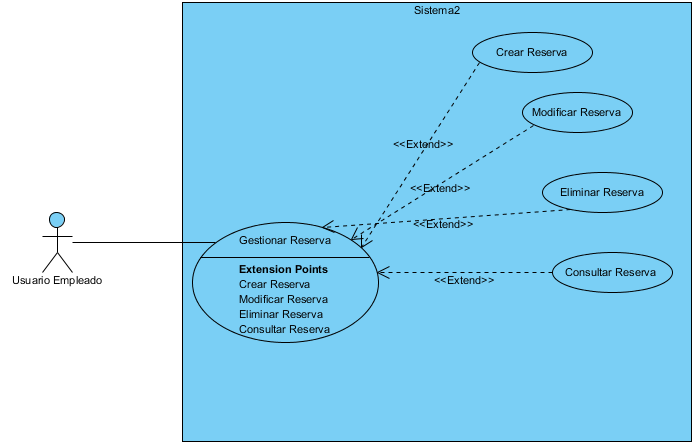 Sistema2
Crear Reserva
Modificar Reserva
<<Extend>>
<<Extend>>
Eliminar Reserva
<<Extend>>
Gestionar Reserva
Extension Points
Crear Reserva
Modificar Reserva
Eliminar Reserva
Consultar Reserva
Consultar Reserva
<<Extend>>
Usuario Empleado